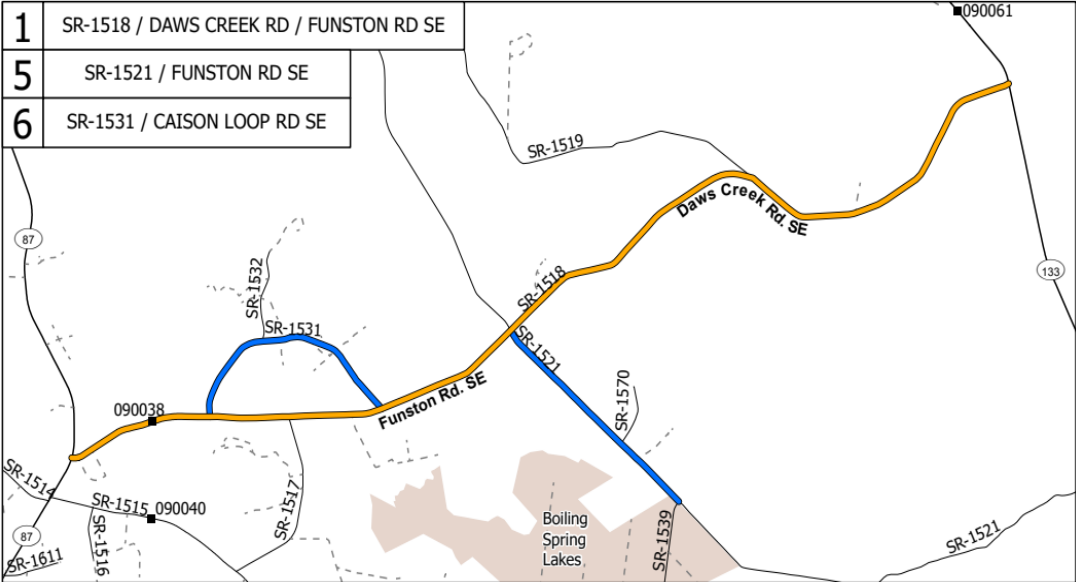 1 SR-1518 / DAWS CREEK RD / FUNSTON RD SE
5 SR-1521 / FUNSTON RD SE
6 SR-1531 / CAISON LOOP RD SE
090061
SR-1519
Daws Creek Rd. SE
87
SR-1532
SR-1518
133
SR-1531
SR-1521
SR-1570
Funston Rd. SE
090038
SR-1514
SR-1515
090040
SR-1517
Boiling
Spring
Lakes
SR-1539
SR-1521
87
SR-1516
SR-1611